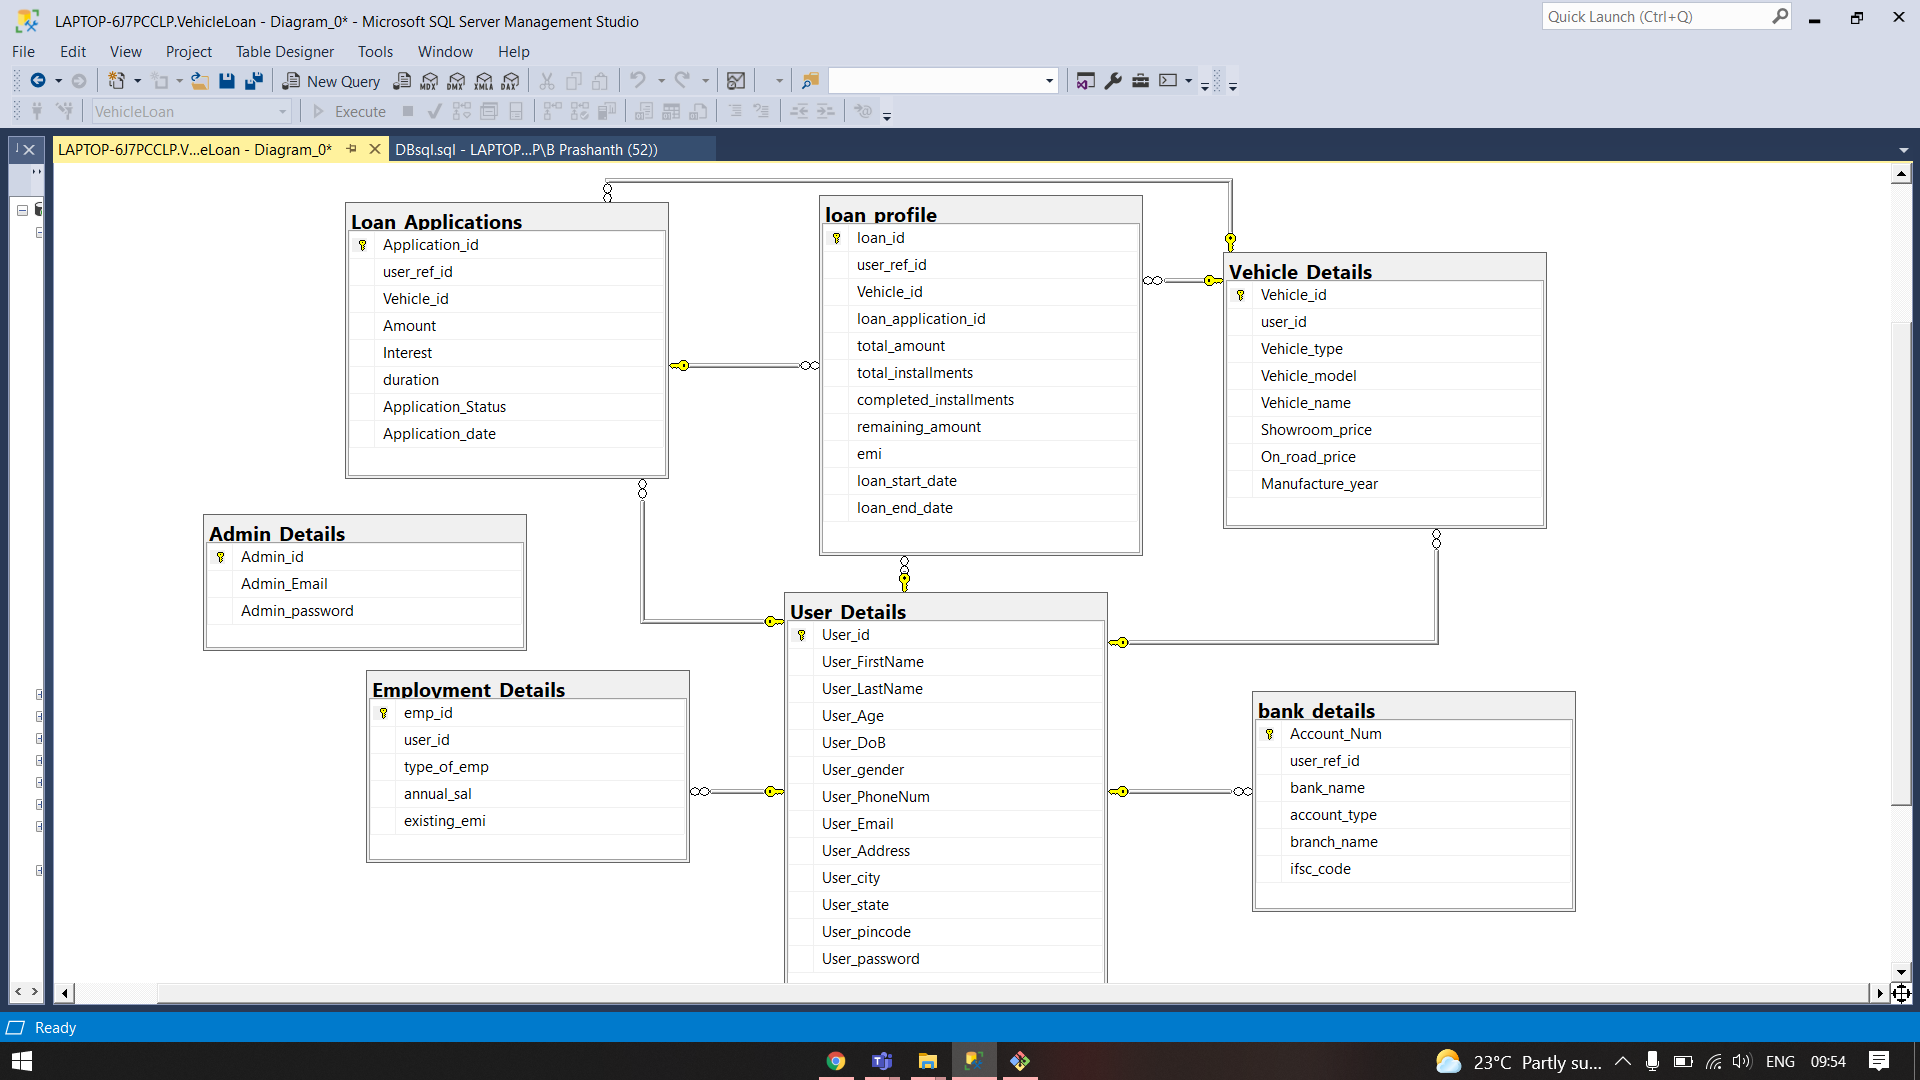 LAPTOP-6J7PCCLP.VehicleLoan - Diagram_0* - Microsoft SQL Server Management Studio
Quick Launch (Ctrl+Q)
File Edit View Project Table Designer Tools Window Help
New Query MDX DMX XMLA DAX
VehicleLoan Execute
LAPTOP-6J7PCCLP.V...eLoan - Diagram_0* DBsql.sql - LAPTOP...P\B Prashanth (52))
Loan_Applications
Application_id
user_ref_id
Vehicle_id
Amount
Interest
duration
Application_Status
Application_date
loan_profile
loan_id
user_ref_id
Vehicle_id
loan_application_id
total_amount
total_installments
completed_installments
remaining_amount
emi
loan_start_date
loan_end_date
Vehicle_Details
Vehicle_id
user_id
Vehicle_type
Vehicle_model
Vehicle_name
Showroom_price
On_road_price
Manufacture_year
Admin_Details
Admin_id
Admin_Email
Admin_password
User_Details
User_id
User_FirstName
User_LastName
User_Age
User_DoB
User_gender
User_PhoneNum
User_Email
User_Address
User_city
User_state
User_pincode
User_password
Employment_Details
emp_id
user_id
type_of_emp
annual_sal
existing_emi
bank_details
Account_Num
user_ref_id
bank_name
account_type
branch_name
ifsc_code
Ready
23°C Partly su... ENG 09:54